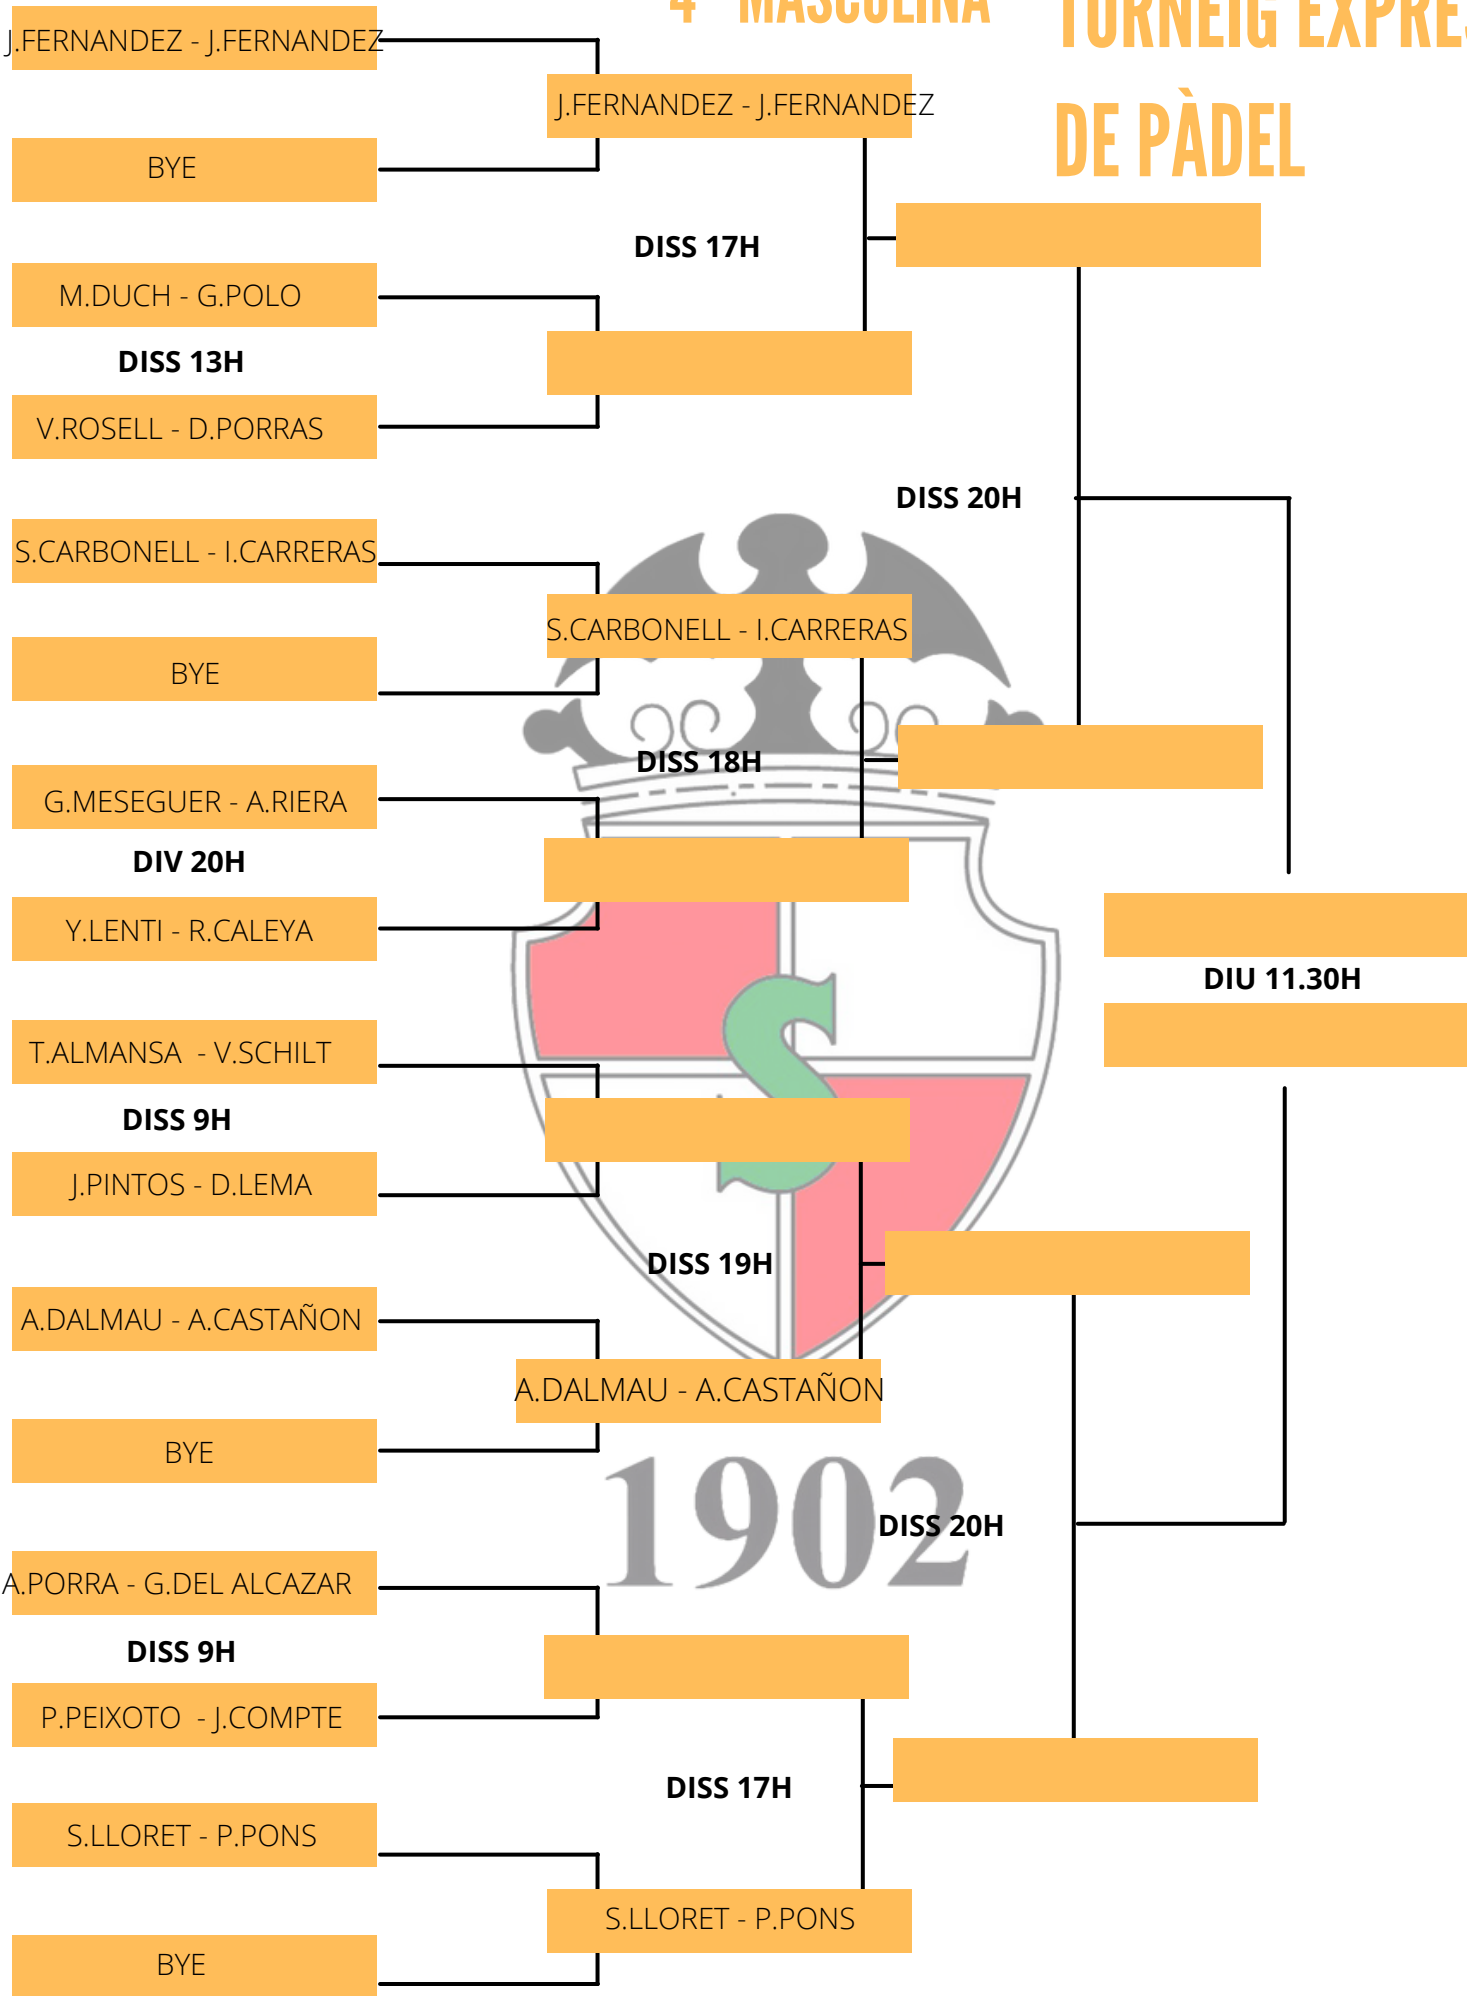 4ª MASCULINA
TORNEIG EXPRES
DE PÀDEL
J.FERNANDEZ - J.FERNANDEZ
BYE
J.FERNANDEZ - J.FERNANDEZ
DISS 17H
M.DUCH - G.POLO
DISS 13H
V.ROSELL - D.PORRAS
DISS 20H
S.CARBONELL - I.CARRERAS
BYE
S.CARBONELL - I.CARRERAS
DISS 18H
G.MESEGUER - A.RIERA
DIV 20H
Y.LENTI - R.CALEYA
DIU 11.30H
T.ALMANSA - V.SCHILT
DISS 9H
J.PINTOS - D.LEMA
S
DISS 19H
A.DALMAU - A.CASTAÑON
BYE
A.DALMAU - A.CASTAÑON
1902
DISS 20H
A.PORRA - G.DEL ALCAZAR
DISS 9H
P.PEIXOTO - J.COMPTE
DISS 17H
S.LLORET - P.PONS
BYE
S.LLORET - P.PONS